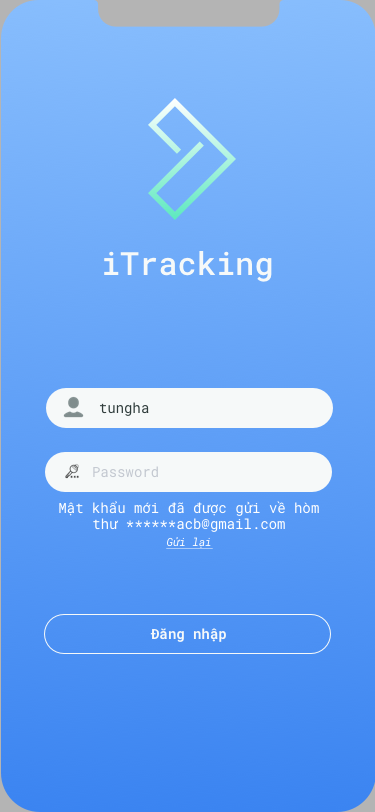 iTracking
tungha
Password
Mật khẩu mới đã được gửi về hòm
thư ******acb@gmail.com
Gửi lại
Đăng nhập